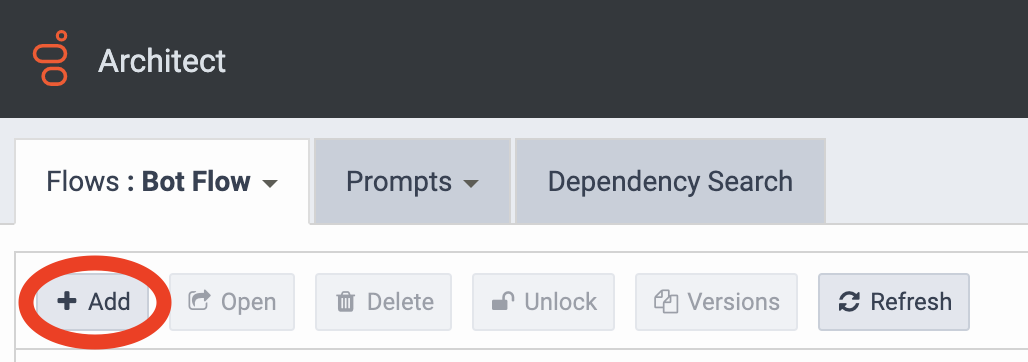 Architect
Flows : Bot Flow
Prompts
Dependency Search
Add
Open
Delete
Unlock
Versions
Refresh